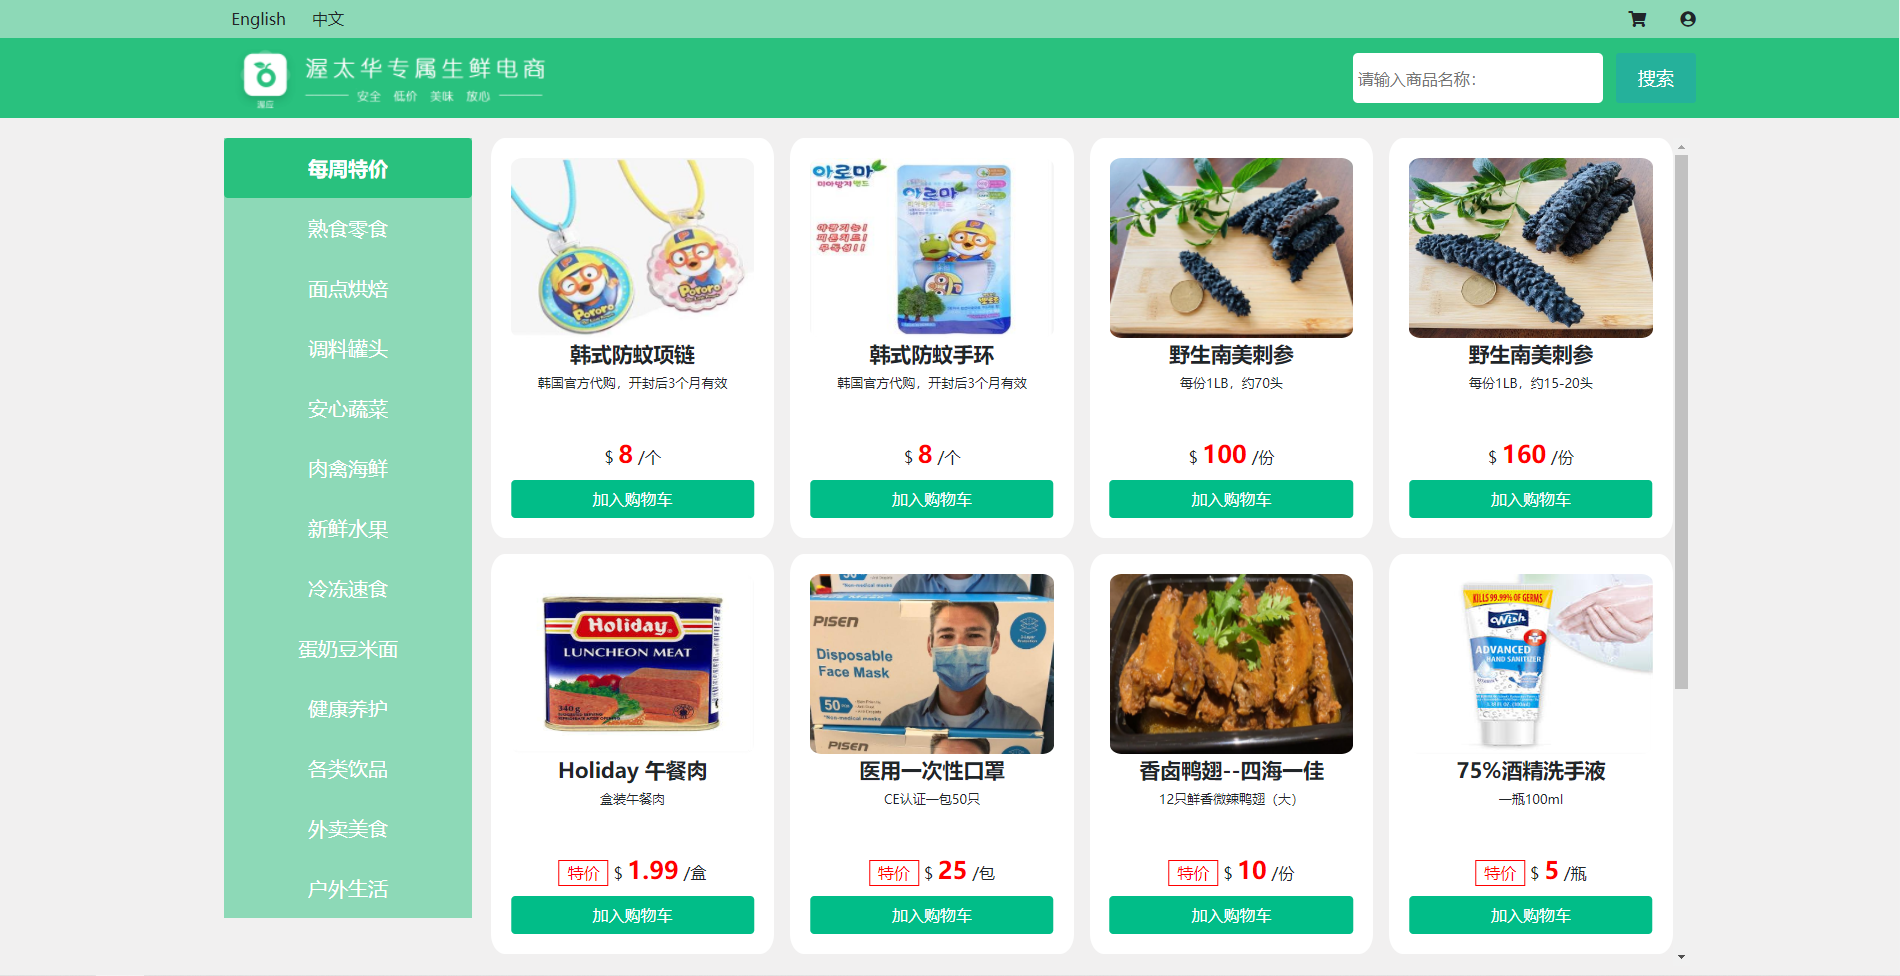 English 中文
渥太华专属生鲜电商
安全 低价 美味 放心
渥应
请输入商品名称：
搜索
每周特价
熟食零食
面点烘焙
调料罐头
安心蔬菜
肉禽海鲜
新鲜水果
冷冻速食
蛋奶豆米面
健康养护
各类饮品
外卖美食
户外生活
PORORO
PORORO
韩式防蚊项链
韩国官方代购，开封后3个月有效
$ 8 /个
加入购物车
아로마
아로마
韩式防蚊手环
韩国官方代购，开封后3个月有效
$ 8 /个
加入购物车
野生南美刺参
每份1LB，约70头
$ 100 /份
加入购物车
野生南美刺参
每份1LB，约15-20头
$ 160 /份
加入购物车
Holiday
LUNCHEON MEAT
340 g
Holiday 午餐肉
盒装午餐肉
特价 $ 1.99 /盒
加入购物车
*Non-medical masks
PISEN
Disposable
Face Mask
50
*Non-medical masks
PISEN
医用一次性口罩
CE认证一包50只
特价 $ 25 /包
加入购物车
香卤鸭翅--四海一佳
12只鲜香微辣鸭翅（大）
特价 $ 10 /份
加入购物车
KILLS 99.99% OF GERMS
Wish
ADVANCED
HAND SANITIZER
75%酒精洗手液
一瓶100ml
特价 $ 5 /瓶
加入购物车